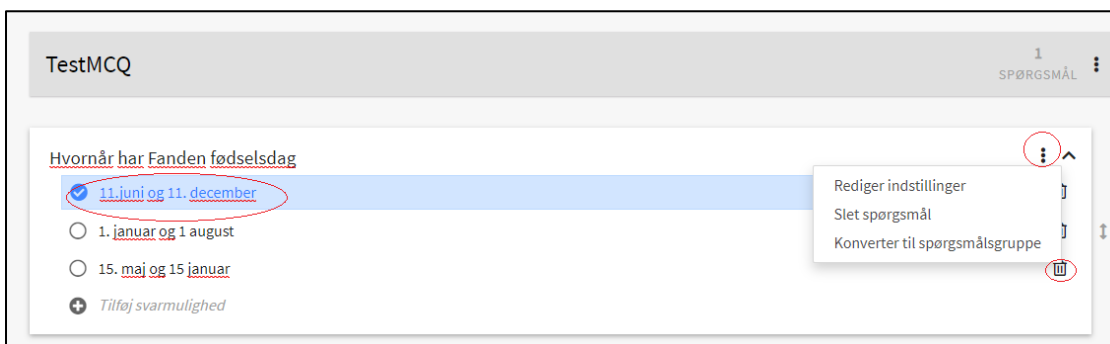 TestMCQ
1
SPØRGSMÅL
Hvornår har Fanden fødselsdag
11.juni og 11. december
1. januar og 1 august
15. maj og 15 januar
Tilføj svarmulighed
Rediger indstillinger
Slet spørgsmål
Konverter til spørgsmålsgruppe